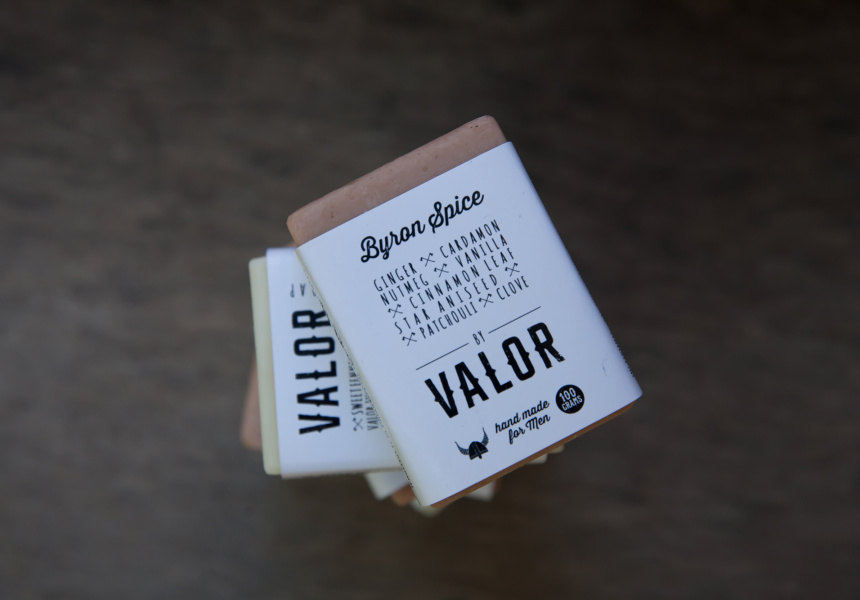 Byron Spice
GINGER CARDAMON
NUTMEG VANILLA
CINNAMON LEAF
STAR ANISEED
PATCHOULI CLOVE
BY
VALOR
hand made
for Men
100
GRAMS
VALOR